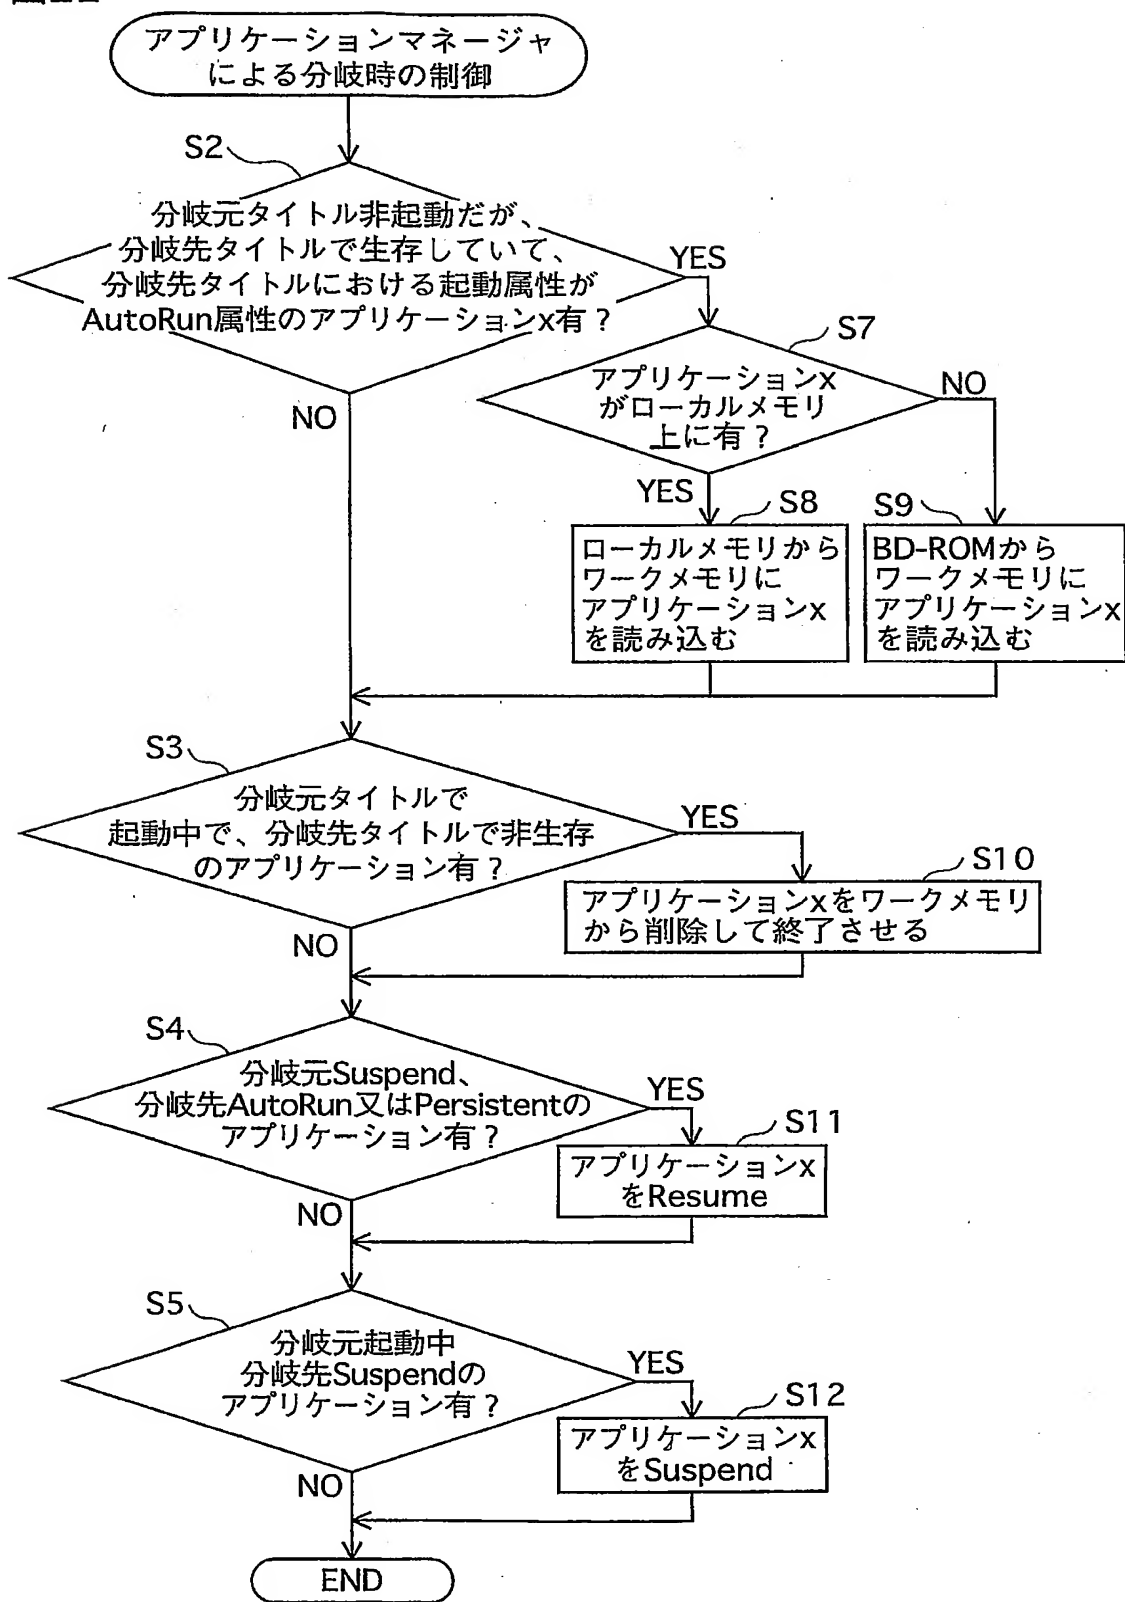 アプリケーションマネージャ
による分岐時の制御
S2
分岐元タイトル非起動だが、
分岐先タイトルで生存していて、
分岐先タイトルにおける起動属性が
AutoRun属性のアプリケーションx有？
YES
NO
S7
アプリケーションx
がローカルメモリ
上に有？
NO
YES
S8
ローカルメモリから
ワークメモリに
アプリケーションx
を読み込む
S9
BD-ROMから
ワークメモリに
アプリケーションx
を読み込む
S3
分岐元タイトルで
起動中で、分岐先タイトルで非生存
のアプリケーション有？
YES
NO
S10
アプリケーションxをワークメモリ
から削除して終了させる
S4
分岐元Suspend、
分岐先AutoRun又はPersistentの
アプリケーション有？
YES
NO
S11
アプリケーションx
をResume
S5
分岐元起動中
分岐先Suspendの
アプリケーション有？
YES
NO
S12
アプリケーションx
をSuspend
END